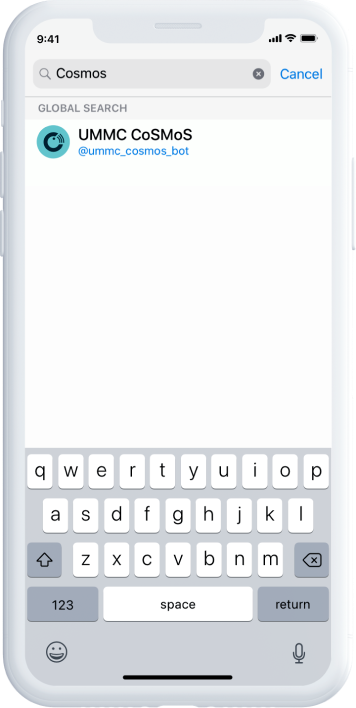 9:41
Cosmos Cancel
GLOBAL SEARCH
UMMC CoSMoS
@ummc_cosmos_bot
q w e r t y u i o p
a s d f g h j k l
z x c v b n m
123 space return